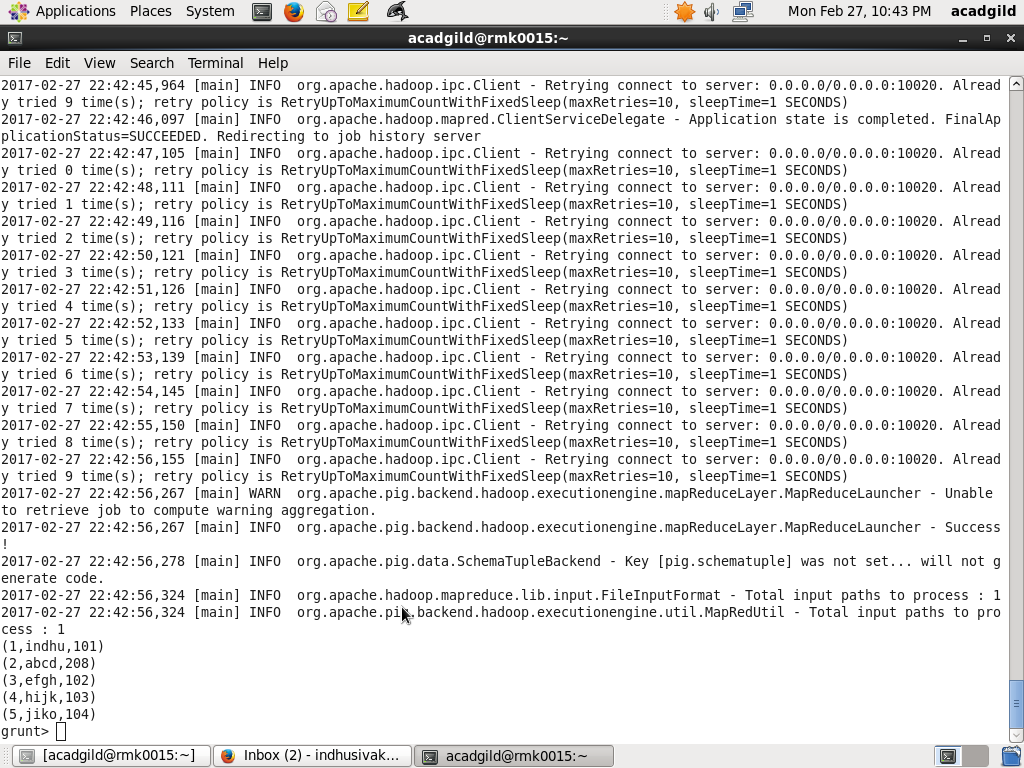 Applications Places System Mon Feb 27, 10:43 PM acadgild
acadgild@rmk0015:~
File Edit View Search Terminal Help
2017-02-27 22:42:45,964 [main] INFO  org.apache.hadoop.ipc.Client - Retrying connect to server: 0.0.0.0/0.0.0.0:10020. Alread
y tried 9 time(s); retry policy is RetryUpToMaximumCountWithFixedSleep(maxRetries=10, sleepTime=1 SECONDS)
2017-02-27 22:42:46,097 [main] INFO  org.apache.hadoop.mapred.ClientServiceDelegate - Application state is completed. FinalAp
plicationStatus=SUCCEEDED. Redirecting to job history server
2017-02-27 22:42:47,105 [main] INFO  org.apache.hadoop.ipc.Client - Retrying connect to server: 0.0.0.0/0.0.0.0:10020. Alread
y tried 0 time(s); retry policy is RetryUpToMaximumCountWithFixedSleep(maxRetries=10, sleepTime=1 SECONDS)
2017-02-27 22:42:48,111 [main] INFO  org.apache.hadoop.ipc.Client - Retrying connect to server: 0.0.0.0/0.0.0.0:10020. Alread
y tried 1 time(s); retry policy is RetryUpToMaximumCountWithFixedSleep(maxRetries=10, sleepTime=1 SECONDS)
2017-02-27 22:42:49,116 [main] INFO  org.apache.hadoop.ipc.Client - Retrying connect to server: 0.0.0.0/0.0.0.0:10020. Alread
y tried 2 time(s); retry policy is RetryUpToMaximumCountWithFixedSleep(maxRetries=10, sleepTime=1 SECONDS)
2017-02-27 22:42:50,121 [main] INFO  org.apache.hadoop.ipc.Client - Retrying connect to server: 0.0.0.0/0.0.0.0:10020. Alread
y tried 3 time(s); retry policy is RetryUpToMaximumCountWithFixedSleep(maxRetries=10, sleepTime=1 SECONDS)
2017-02-27 22:42:51,126 [main] INFO  org.apache.hadoop.ipc.Client - Retrying connect to server: 0.0.0.0/0.0.0.0:10020. Alread
y tried 4 time(s); retry policy is RetryUpToMaximumCountWithFixedSleep(maxRetries=10, sleepTime=1 SECONDS)
2017-02-27 22:42:52,133 [main] INFO  org.apache.hadoop.ipc.Client - Retrying connect to server: 0.0.0.0/0.0.0.0:10020. Alread
y tried 5 time(s); retry policy is RetryUpToMaximumCountWithFixedSleep(maxRetries=10, sleepTime=1 SECONDS)
2017-02-27 22:42:53,139 [main] INFO  org.apache.hadoop.ipc.Client - Retrying connect to server: 0.0.0.0/0.0.0.0:10020. Alread
y tried 6 time(s); retry policy is RetryUpToMaximumCountWithFixedSleep(maxRetries=10, sleepTime=1 SECONDS)
2017-02-27 22:42:54,145 [main] INFO  org.apache.hadoop.ipc.Client - Retrying connect to server: 0.0.0.0/0.0.0.0:10020. Alread
y tried 7 time(s); retry policy is RetryUpToMaximumCountWithFixedSleep(maxRetries=10, sleepTime=1 SECONDS)
2017-02-27 22:42:55,150 [main] INFO  org.apache.hadoop.ipc.Client - Retrying connect to server: 0.0.0.0/0.0.0.0:10020. Alread
y tried 8 time(s); retry policy is RetryUpToMaximumCountWithFixedSleep(maxRetries=10, sleepTime=1 SECONDS)
2017-02-27 22:42:56,155 [main] INFO  org.apache.hadoop.ipc.Client - Retrying connect to server: 0.0.0.0/0.0.0.0:10020. Alread
y tried 9 time(s); retry policy is RetryUpToMaximumCountWithFixedSleep(maxRetries=10, sleepTime=1 SECONDS)
2017-02-27 22:42:56,267 [main] WARN  org.apache.pig.backend.hadoop.executionengine.mapReduceLayer.MapReduceLauncher - Unable
to retrieve job to compute warning aggregation.
2017-02-27 22:42:56,267 [main] INFO  org.apache.pig.backend.hadoop.executionengine.mapReduceLayer.MapReduceLauncher - Success
!
2017-02-27 22:42:56,278 [main] INFO  org.apache.pig.data.SchemaTupleBackend - Key [pig.schematuple] was not set... will not g
enerate code.
2017-02-27 22:42:56,324 [main] INFO  org.apache.hadoop.mapreduce.lib.input.FileInputFormat - Total input paths to process : 1
2017-02-27 22:42:56,324 [main] INFO  org.apache.pig.backend.hadoop.executionengine.util.MapRedUtil - Total input paths to pro
cess : 1
(1,indhu,101)
(2,abcd,208)
(3,efgh,102)
(4,hijk,103)
(5,jiko,104)
grunt>
[acadgild@rmk0015:~] Inbox (2) - indhusivak... acadgild@rmk0015:~